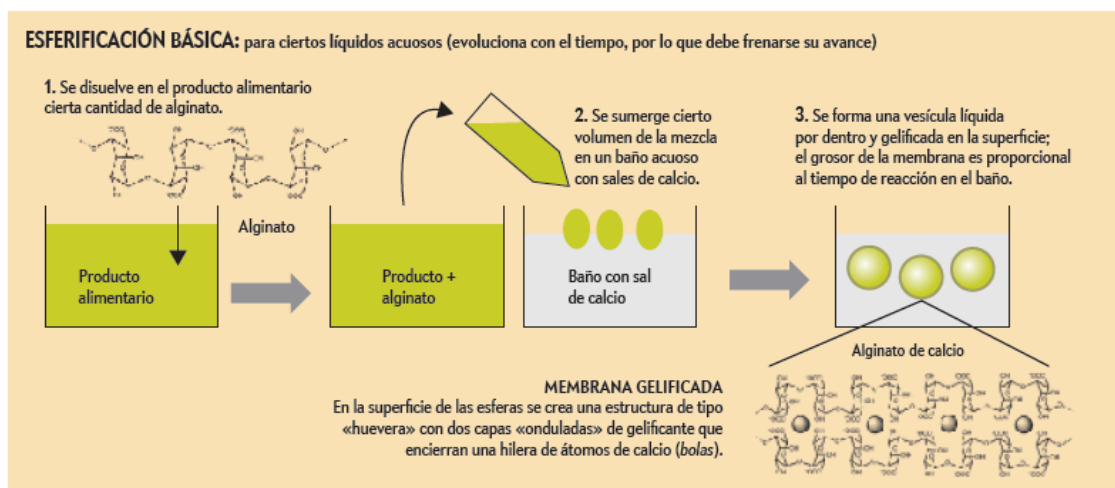 ESFERIFICACIÓN BÁSICA: para ciertos líquidos acuosos (evoluciona con el tiempo, por lo que debe frenarse su avance)
1. Se disuelve en el producto alimentario
cierta cantidad de alginato.
2. Se sumerge cierto
volumen de la mezcla
en un baño acuoso
con sales de calcio.
3. Se forma una vesícula líquida
por dentro y gelificada en la superficie;
el grosor de la membrana es proporcional
al tiempo de reacción en el baño.
Alginato
Producto
alimentario
Producto +
alginato
Baño con sal
de calcio
Alginato de calcio
MEMBRANA GELIFICADA
En la superficie de las esferas se crea una estructura de tipo
«huevera» con dos capas «onduladas» de gelificante que
encierran una hilera de átomos de calcio (bolas).